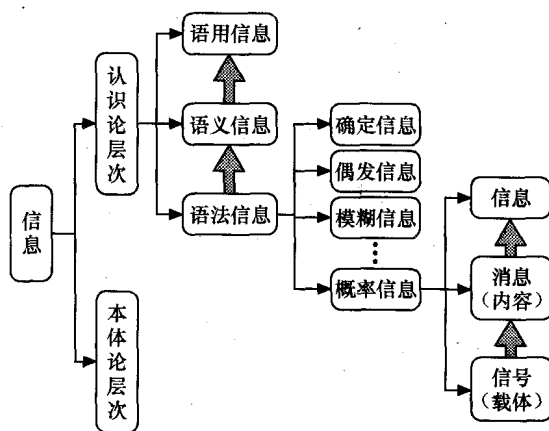 信息
认识论层次
本体论层次
语用信息
语义信息
语法信息
确定信息
偶发信息
模糊信息
概率信息
信息
消息
（内容）
信号
（载体）